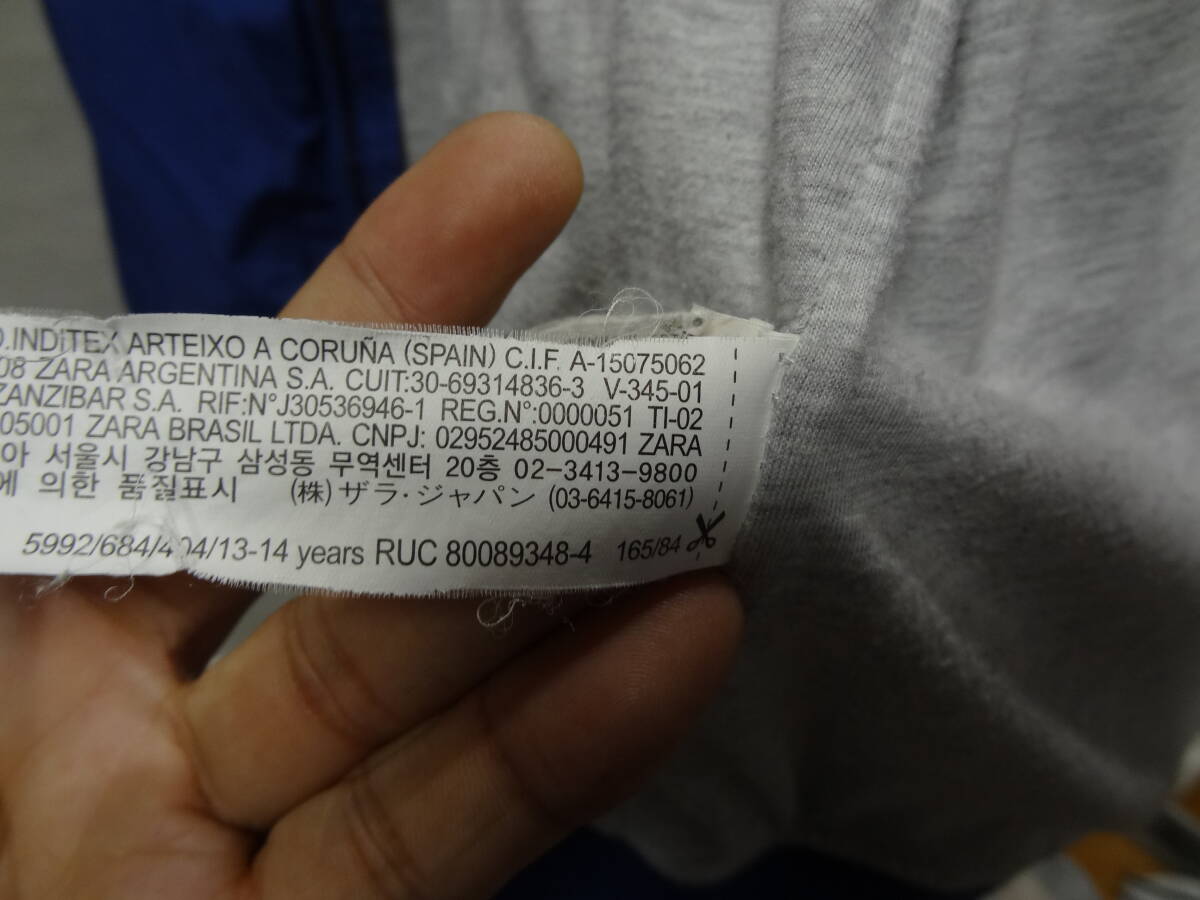 .INDITEX ARTEIXO A CORUÑA (SPAIN) C.I.F. A-15075062
08 ZARA ARGENTINA S.A. CUIT:30-69314836-3 V-345-01
ZANZIBAR S.A. RIF:N°J30536946-1 REG.N°:0000051 TI-02
05001 ZARA BRASIL LTDA. CNPJ: 02952485000491 ZARA
아 서울시 강남구 삼성동 무역센터 20층 02-3413-9800
에 의한 품질표시 (株)ザラ・ジャパン (03-6415-8061)
5992/684/404/13-14 years RUC 80089348-4 165/84